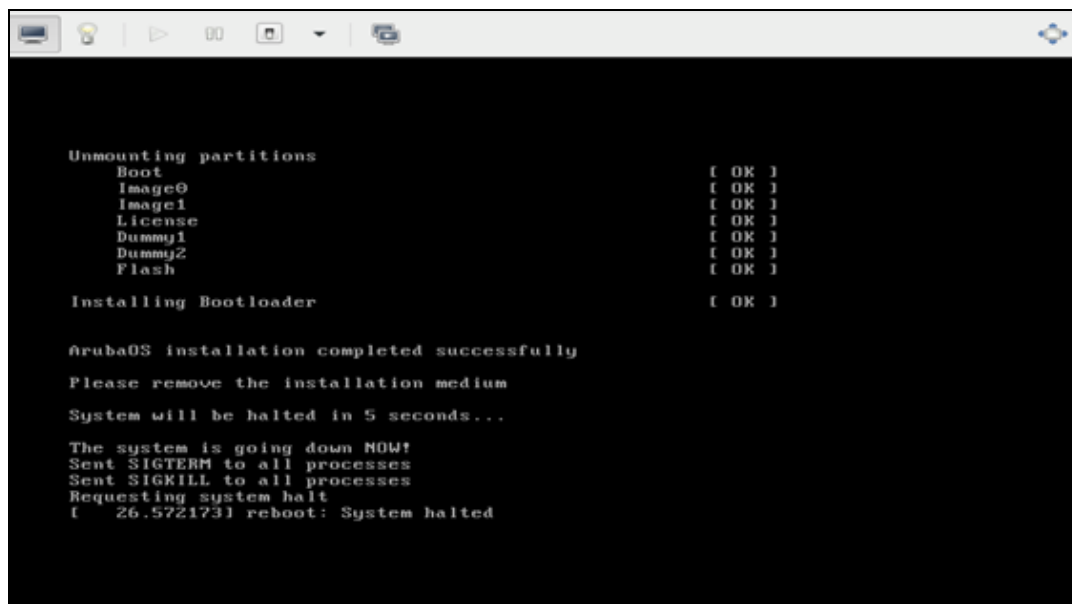 Unmounting partitions
Boot [ OK ]
Image0 [ OK ]
Image1 [ OK ]
License [ OK ]
Dummy1 [ OK ]
Dummy2 [ OK ]
Flash [ OK ]
Installing Bootloader [ OK ]
ArubaOS installation completed successfully
Please remove the installation medium
System will be halted in 5 seconds...
The system is going down NOW!
Sent SIGTERM to all processes
Sent SIGKILL to all processes
Requesting system halt
[   26.572173] reboot: System halted